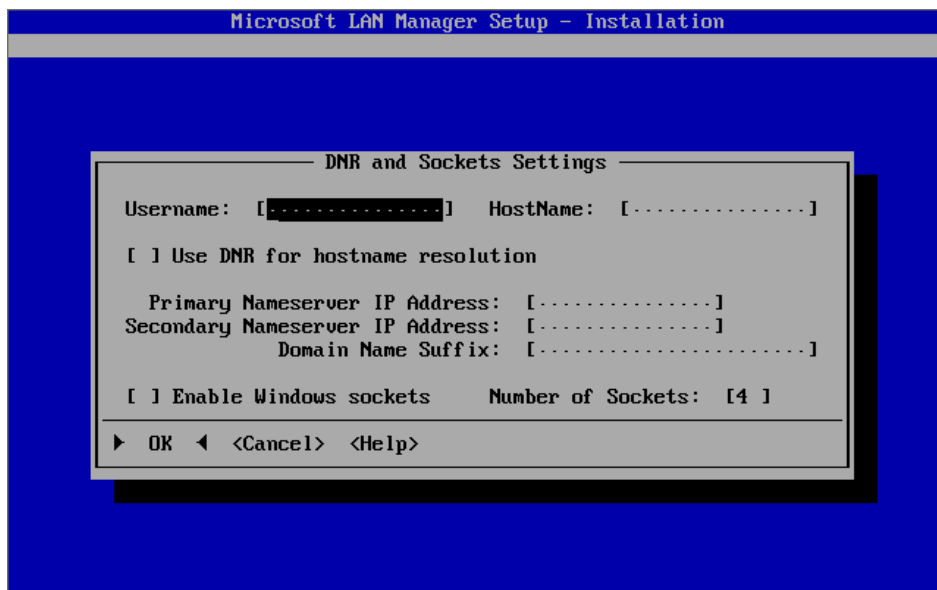 Microsoft LAN Manager Setup - Installation
DNR and Sockets Settings
Username: [...............] HostName: [...............]
[ ] Use DNR for hostname resolution
Primary Nameserver IP Address: [...............]
Secondary Nameserver IP Address: [...............]
Domain Name Suffix: [.......................]
[ ] Enable Windows sockets Number of Sockets: [4 ]
► OK ◄ <Cancel> <Help>